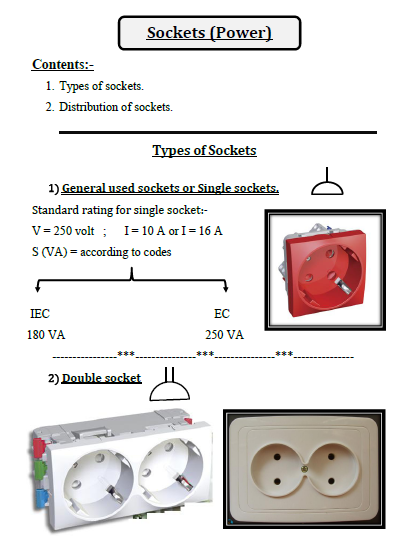 Sockets (Power)
Contents:-
1. Types of sockets.
2. Distribution of sockets.
Types of Sockets
1) General used sockets or Single sockets.
Standard rating for single socket:-
V = 250 volt ; I = 10 A or I = 16 A
S (VA) = according to codes
IEC EC
180 VA 250 VA
----------------***---------------***---------------***---------------
2) Double socket